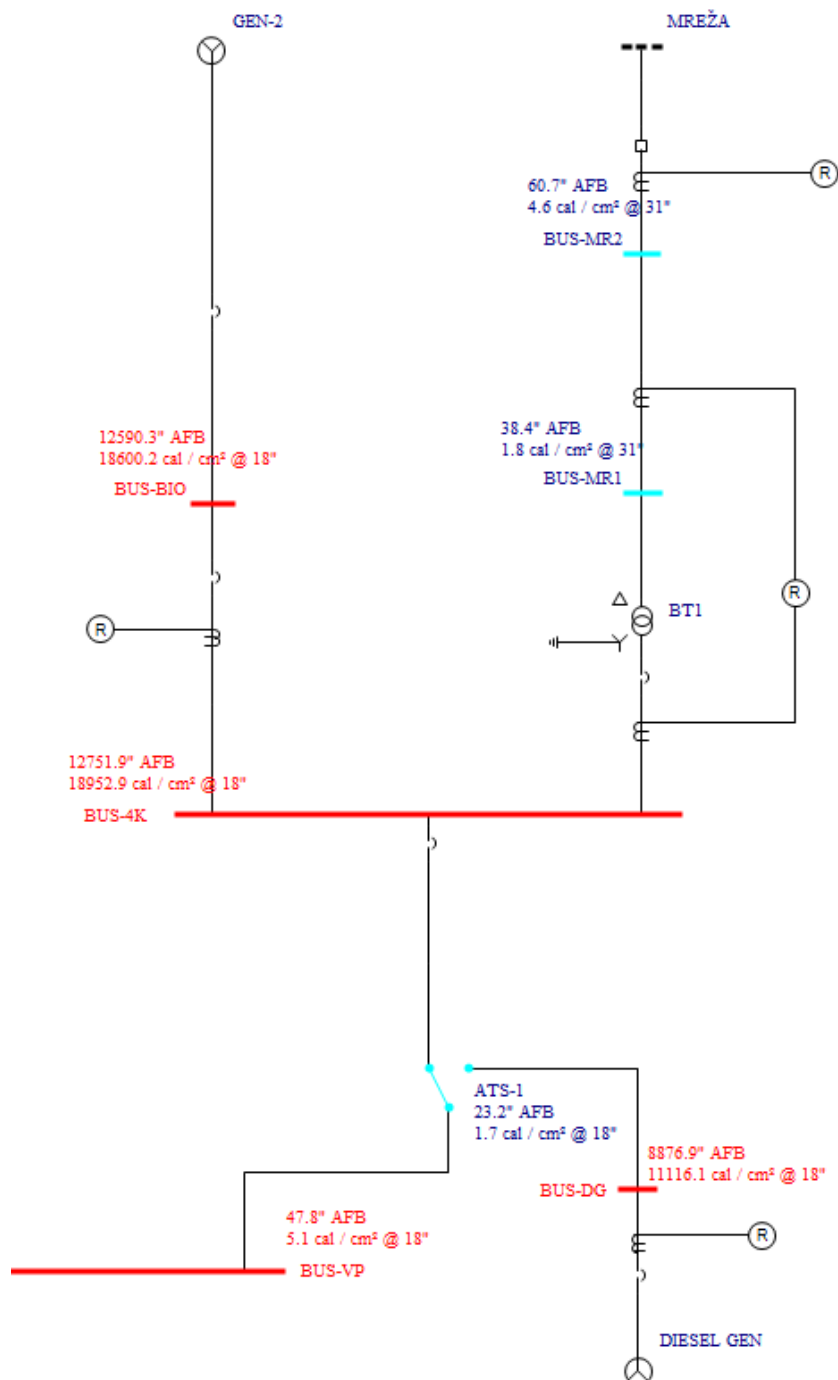 GEN-2
MREŽA
R
60.7" AFB
4.6 cal / cm² @ 31"
BUS-MR2
12590.3" AFB
18600.2 cal / cm² @ 18"
BUS-BIO
38.4" AFB
1.8 cal / cm² @ 31"
BUS-MR1
R
BT1
R
12751.9" AFB
18952.9 cal / cm² @ 18"
BUS-4K
ATS-1
23.2" AFB
1.7 cal / cm² @ 18"
8876.9" AFB
11116.1 cal / cm² @ 18"
BUS-DG
47.8" AFB
5.1 cal / cm² @ 18"
BUS-VP
R
DIESEL GEN